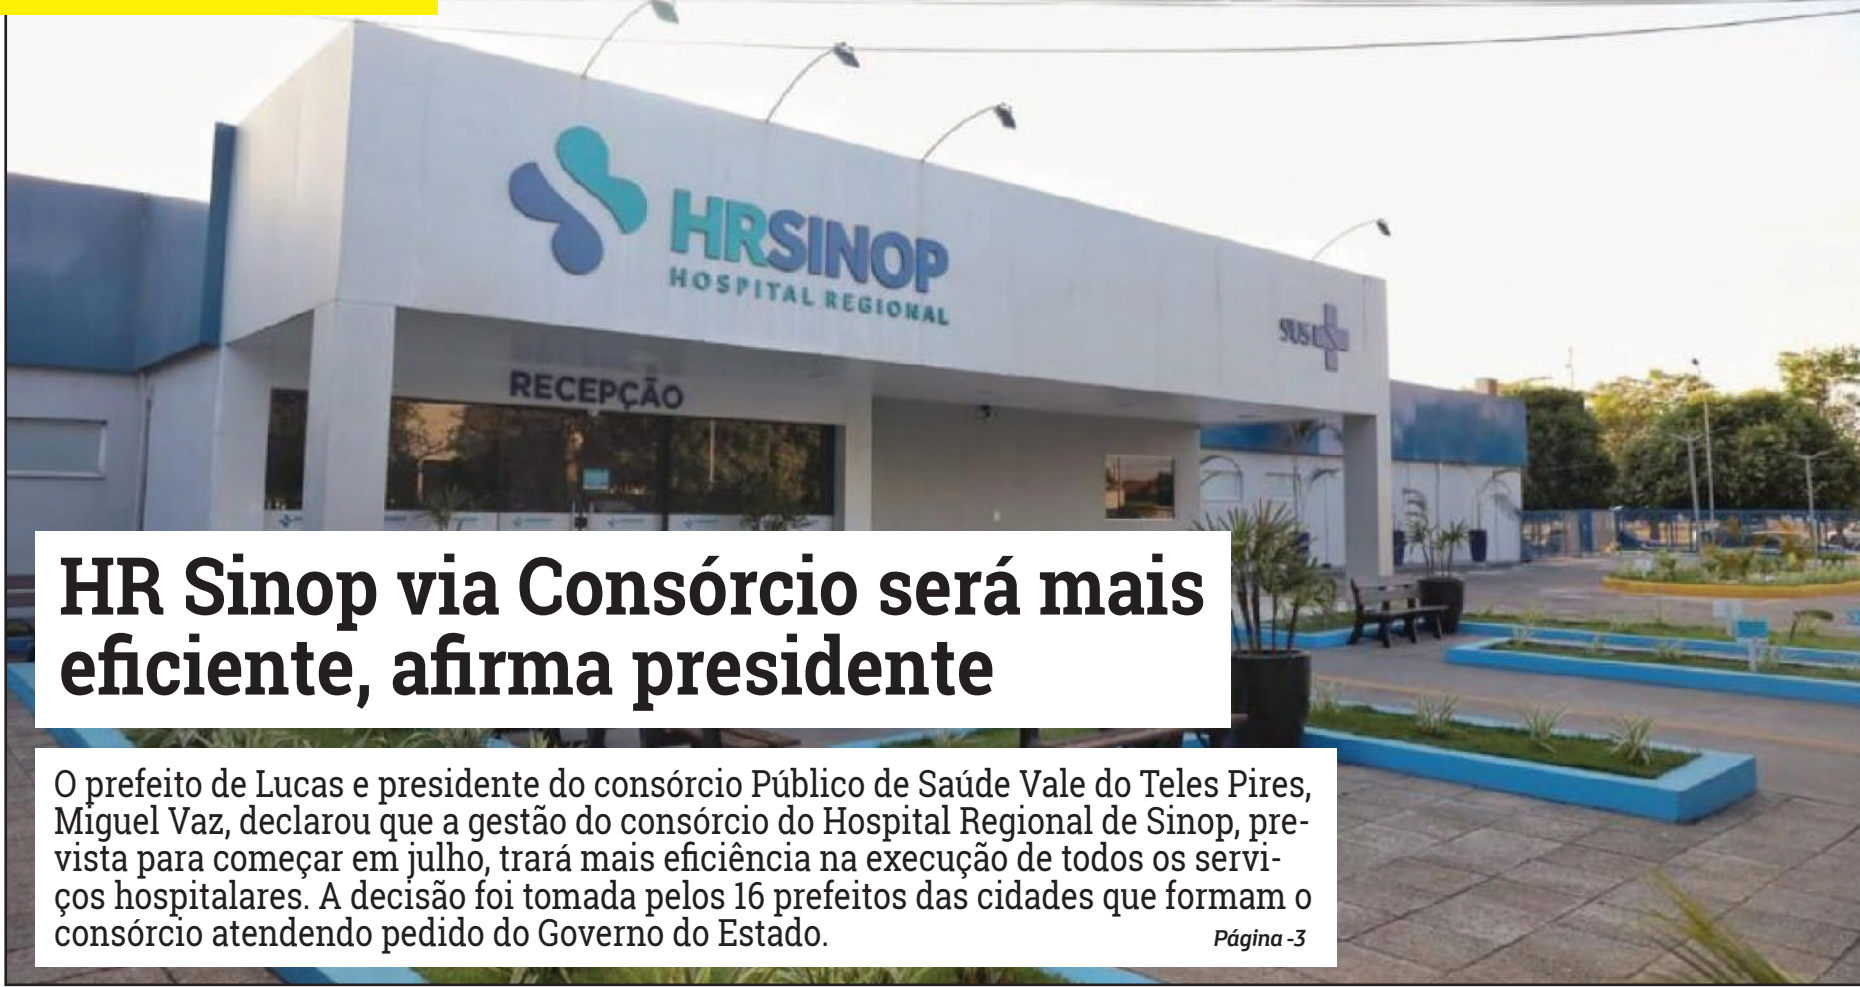 HRSINOP
HOSPITAL REGIONAL
SUS
RECEPÇÃO
HR Sinop via Consórcio será mais
eficiente, afirma presidente
O prefeito de Lucas e presidente do consórcio Público de Saúde Vale do Teles Pires,
Miguel Vaz, declarou que a gestão do consórcio do Hospital Regional de Sinop, pre-
vista para começar em julho, trará mais eficiência na execução de todos os servi-
ços hospitalares. A decisão foi tomada pelos 16 prefeitos das cidades que formam o
consórcio atendendo pedido do Governo do Estado.
Página -3